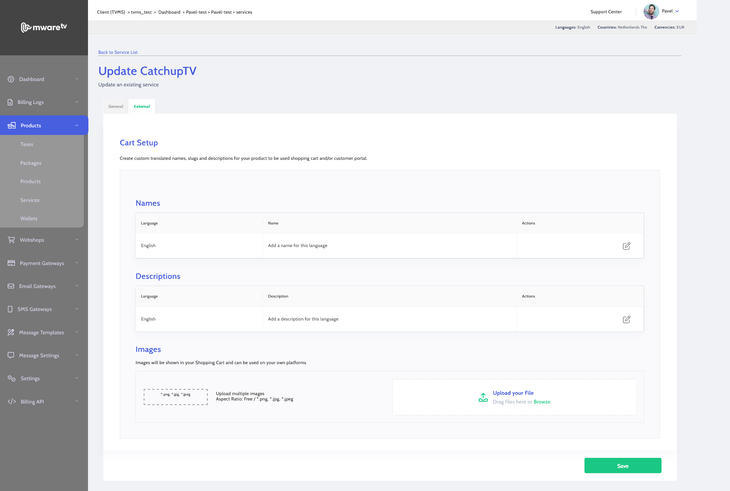 Client (TVMS) > tvms_test > Dashboard > Pavel-test > Pavel-test > services
Support Center
Pavel
mwaretv
Languages: English
Countries: Netherlands The
Currencies: EUR
Back to Service List
Update CatchupTV
Update an existing service
General
External
Dashboard
Billing Logs
Products
Taxes
Packages
Products
Services
Wallets
Webshops
Payment Gateways
Email Gateways
SMS Gateways
Message Templates
Message Settings
Settings
Billing API
Cart Setup
Create custom translated names, slugs and descriptions for your product to be used shopping cart and/or customer portal.
Names
Language Name Actions
English Add a name for this language
Descriptions
Language Description Actions
English Add a description for this language
Images
Images will be shown in your Shopping Cart and can be used on your own platforms
*.png, *.jpg, *.jpeg
Upload multiple images
Aspect Ratio: Free / *.png, *.jpg, *.jpeg
Upload your File
Drag Files here or Browse
Save